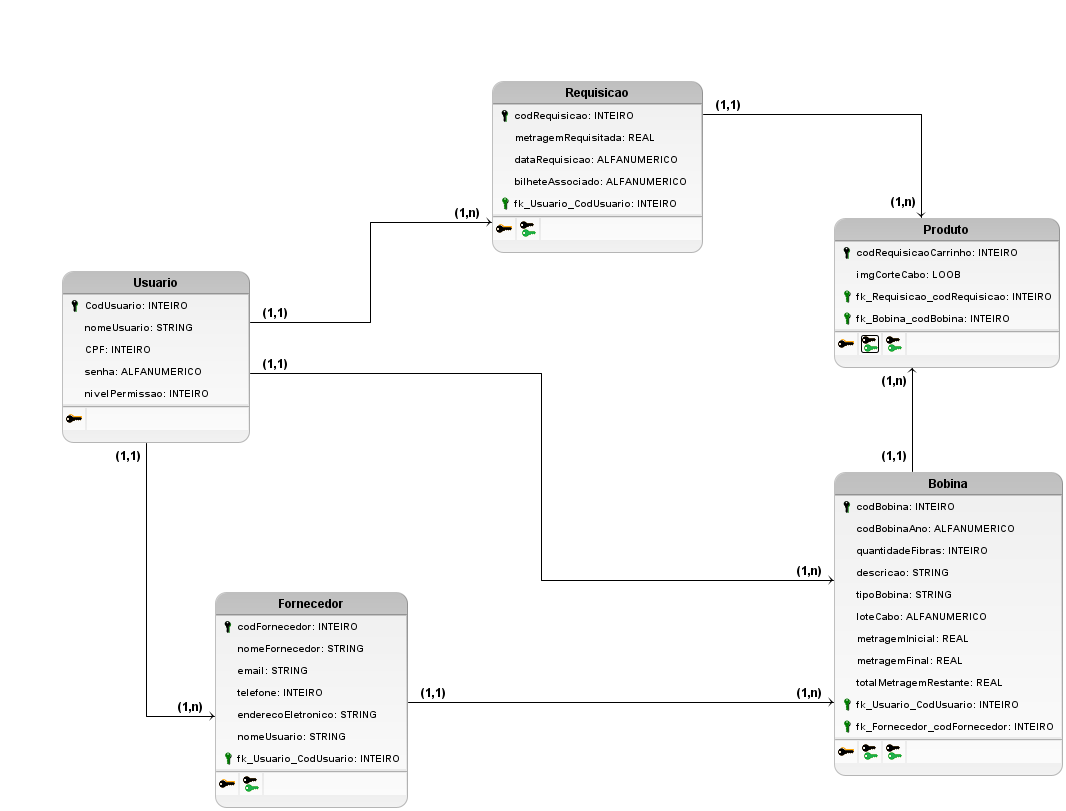 Requisicao
codRequisicao: INTEIRO
metragemRequisitada: REAL
dataRequisicao: ALFANUMERICO
bilheteAssociado: ALFANUMERICO
fk_Usuario_CodUsuario: INTEIRO
(1,1)
(1,n)
(1,n)
Produto
codRequisicaoCarrinho: INTEIRO
imgCorteCabo: LOOB
fk_Requisicao_codRequisicao: INTEIRO
fk_Bobina_codBobina: INTEIRO
Usuario
CodUsuario: INTEIRO
nomeUsuario: STRING
CPF: INTEIRO
senha: ALFANUMERICO
nivelPermissao: INTEIRO
(1,1)
(1,1)
(1,1)
(1,n)
(1,1)
Bobina
codBobina: INTEIRO
codBobinaAno: ALFANUMERICO
quantidadeFibras: INTEIRO
descricao: STRING
tipoBobina: STRING
loteCabo: ALFANUMERICO
metragemInicial: REAL
metragemFinal: REAL
totalMetragemRestante: REAL
fk_Usuario_CodUsuario: INTEIRO
fk_Fornecedor_codFornecedor: INTEIRO
(1,n)
Fornecedor
codFornecedor: INTEIRO
nomeFornecedor: STRING
email: STRING
telefone: INTEIRO
enderecoEletronico: STRING
nomeUsuario: STRING
fk_Usuario_CodUsuario: INTEIRO
(1,n)
(1,1)
(1,n)